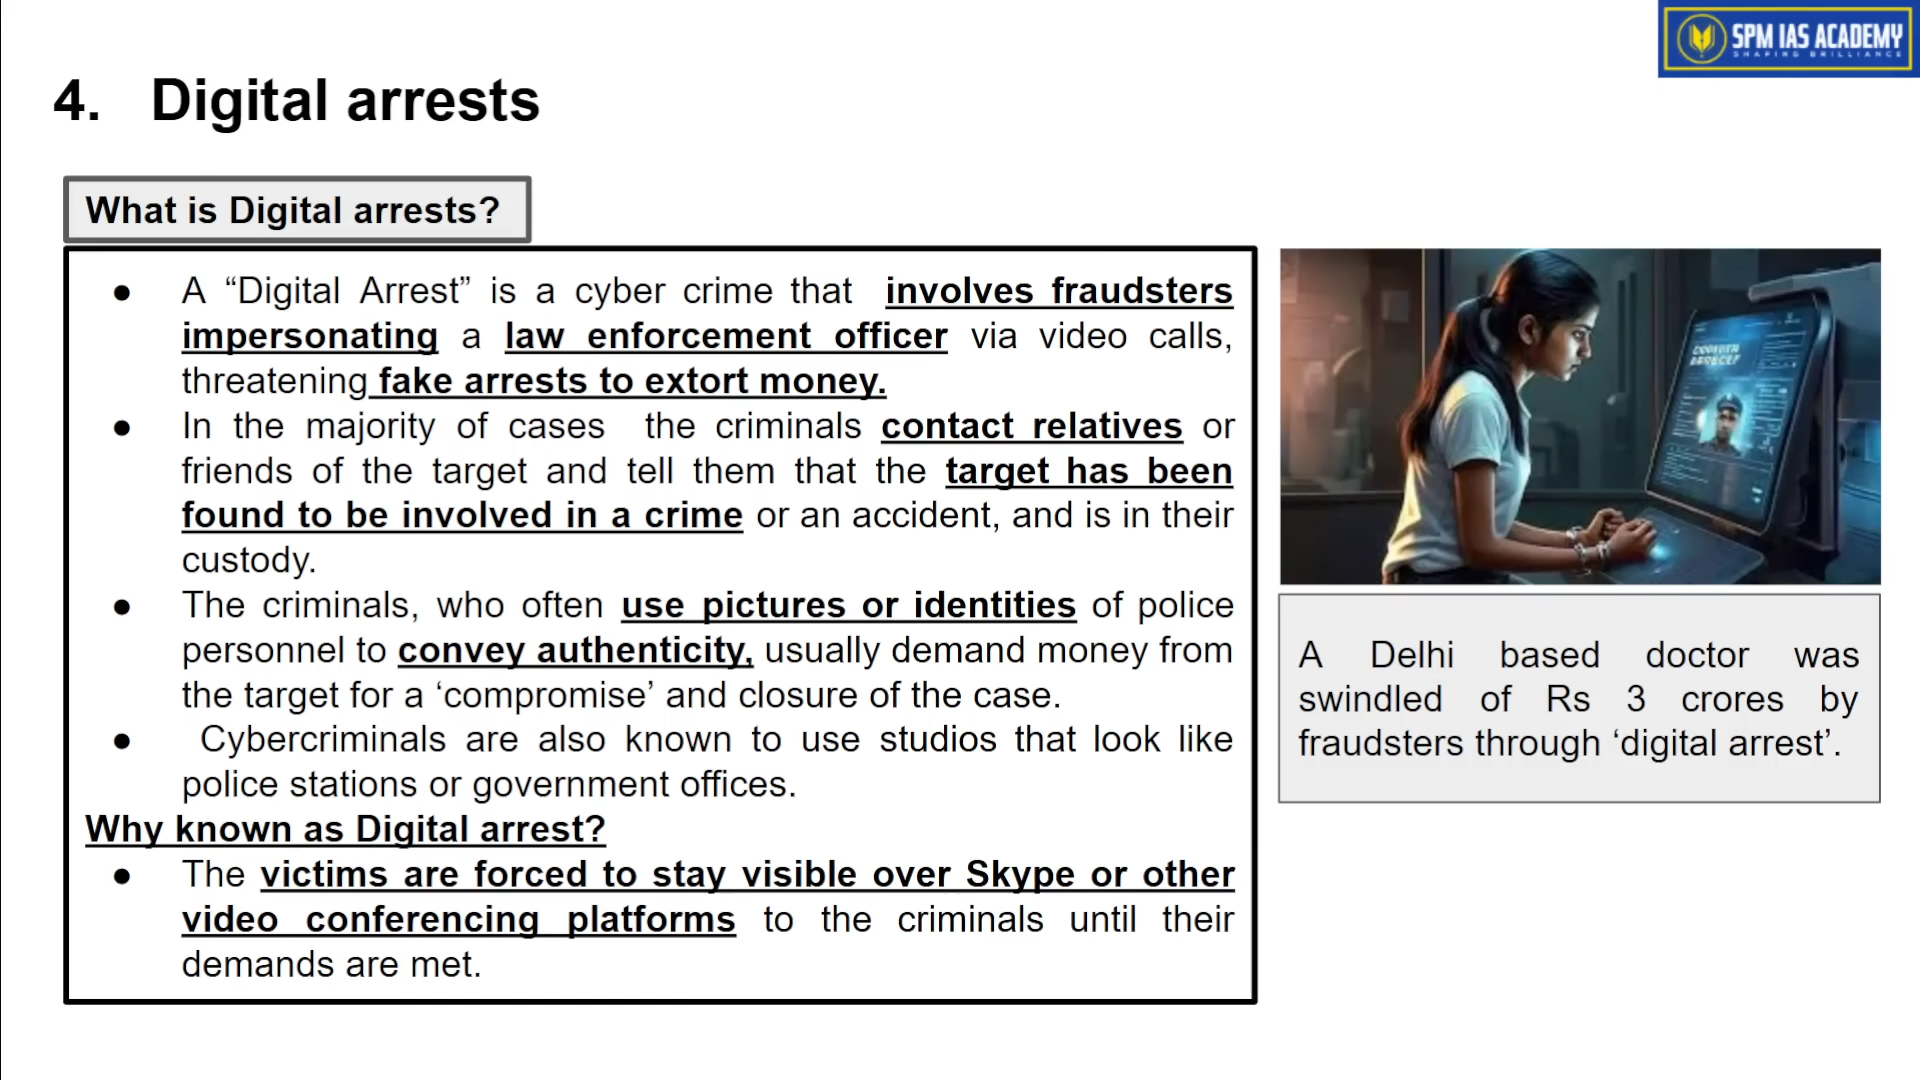 SPM IAS ACADEMY
SHAPING BRILLIANCE
4. Digital arrests
What is Digital arrests?
● A “Digital Arrest” is a cyber crime that involves fraudsters
impersonating a law enforcement officer via video calls,
threatening fake arrests to extort money.
● In the majority of cases the criminals contact relatives or
friends of the target and tell them that the target has been
found to be involved in a crime or an accident, and is in their
custody.
● The criminals, who often use pictures or identities of police
personnel to convey authenticity, usually demand money from
the target for a ‘compromise’ and closure of the case.
● Cybercriminals are also known to use studios that look like
police stations or government offices.
Why known as Digital arrest?
● The victims are forced to stay visible over Skype or other
video conferencing platforms to the criminals until their
demands are met.
A Delhi based doctor was
swindled of Rs 3 crores by
fraudsters through ‘digital arrest’.